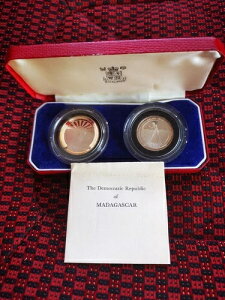 The Democratic Republic
of
MADAGASCAR